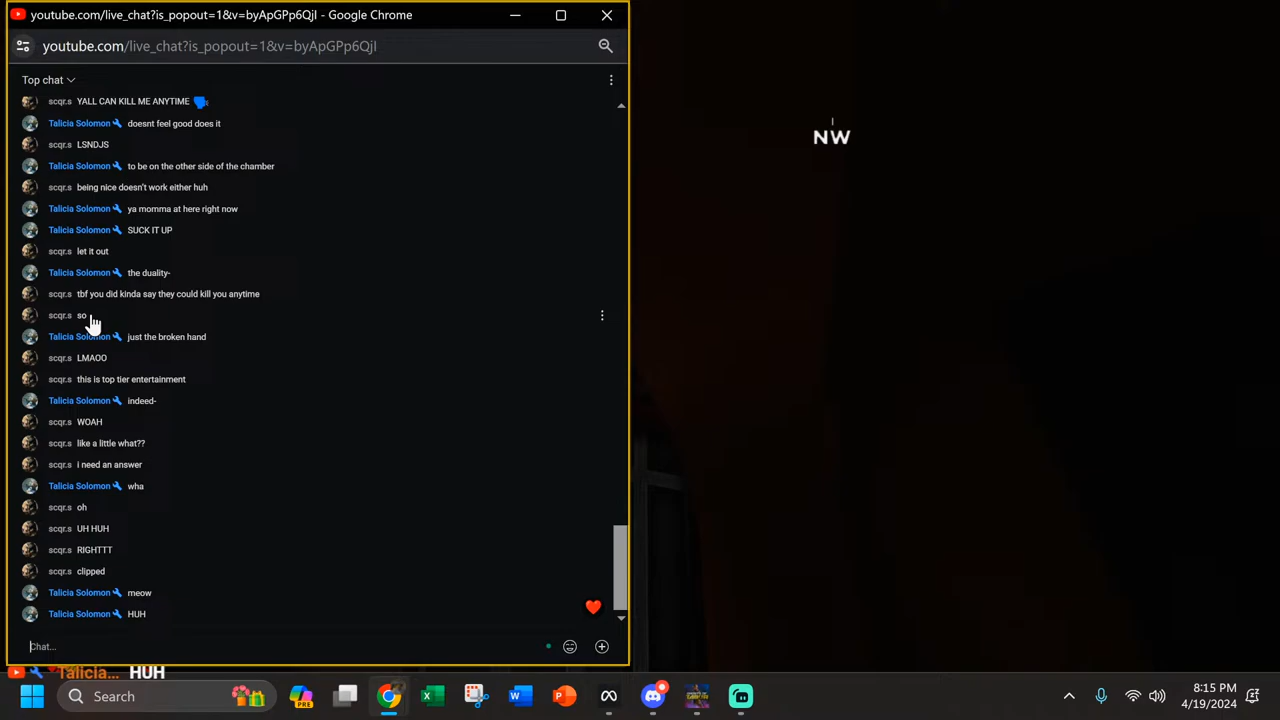 youtube.com/live_chat?is_popout=1&v=byApGPp6QjI - Google Chrome
youtube.com/live_chat?is_popout=1&v=byApGPp6QjI
Top chat
scqr.s YALL CAN KILL ME ANYTIME
Talicia Solomon doesnt feel good does it
scqr.s LSNDJS
Talicia Solomon to be on the other side of the chamber
scqr.s being nice doesn't work either huh
Talicia Solomon ya momma at here right now
Talicia Solomon SUCK IT UP
scqr.s let it out
Talicia Solomon the duality-
scqr.s tbf you did kinda say they could kill you anytime
scqr.s so
Talicia Solomon just the broken hand
scqr.s LMAOO
scqr.s this is top tier entertainment
Talicia Solomon indeed-
scqr.s WOAH
scqr.s like a little what??
scqr.s i need an answer
Talicia Solomon wha
scqr.s oh
scqr.s UH HUH
scqr.s RIGHTTT
scqr.s clipped
Talicia Solomon meow
Talicia Solomon HUH
Chat...
Talicia... HUH
NW
Search
PRE
8:15 PM
4/19/2024